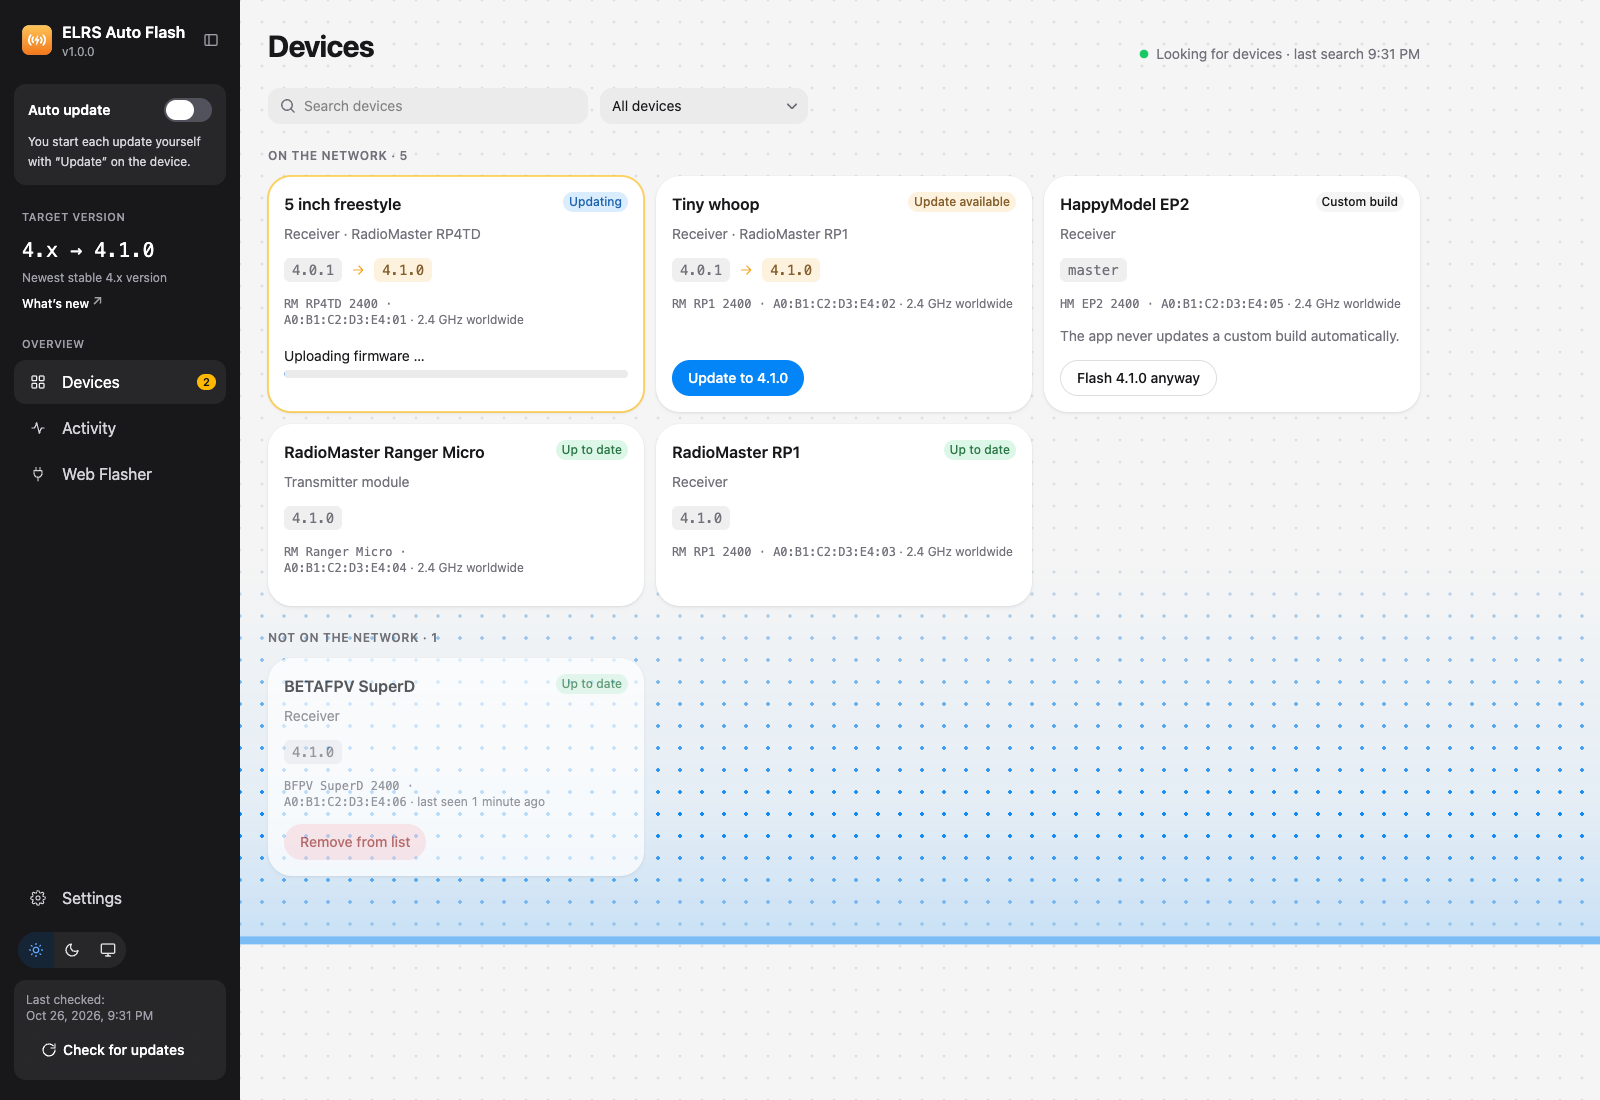 ELRS Auto Flash
v1.0.0
Auto update
You start each update yourself
with "Update" on the device.
TARGET VERSION
4.x → 4.1.0
Newest stable 4.x version
What's new ↗
OVERVIEW
Devices 2
Activity
Web Flasher
Settings
Last checked:
Oct 26, 2026, 9:31 PM
Check for updates
Devices
Looking for devices · last search 9:31 PM
Search devices
All devices
ON THE NETWORK · 5
5 inch freestyle
Updating
Receiver · RadioMaster RP4TD
4.0.1 → 4.1.0
RM RP4TD 2400 ·
A0:B1:C2:D3:E4:01 · 2.4 GHz worldwide
Uploading firmware ...
Tiny whoop
Update available
Receiver · RadioMaster RP1
4.0.1 → 4.1.0
RM RP1 2400 · A0:B1:C2:D3:E4:02 · 2.4 GHz worldwide
Update to 4.1.0
HappyModel EP2
Custom build
Receiver
master
HM EP2 2400 · A0:B1:C2:D3:E4:05 · 2.4 GHz worldwide
The app never updates a custom build automatically.
Flash 4.1.0 anyway
RadioMaster Ranger Micro
Up to date
Transmitter module
4.1.0
RM Ranger Micro ·
A0:B1:C2:D3:E4:04 · 2.4 GHz worldwide
RadioMaster RP1
Up to date
Receiver
4.1.0
RM RP1 2400 · A0:B1:C2:D3:E4:03 · 2.4 GHz worldwide
NOT ON THE NETWORK · 1
BETAFPV SuperD
Up to date
Receiver
4.1.0
BFPV SuperD 2400 ·
A0:B1:C2:D3:E4:06 · last seen 1 minute ago
Remove from list